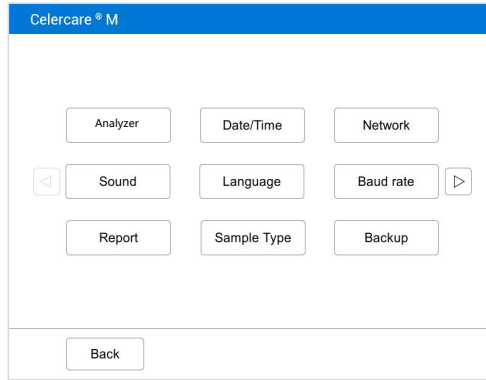 Celercare ® M
Analyzer Date/Time Network
Sound Language Baud rate
Report Sample Type Backup
Back